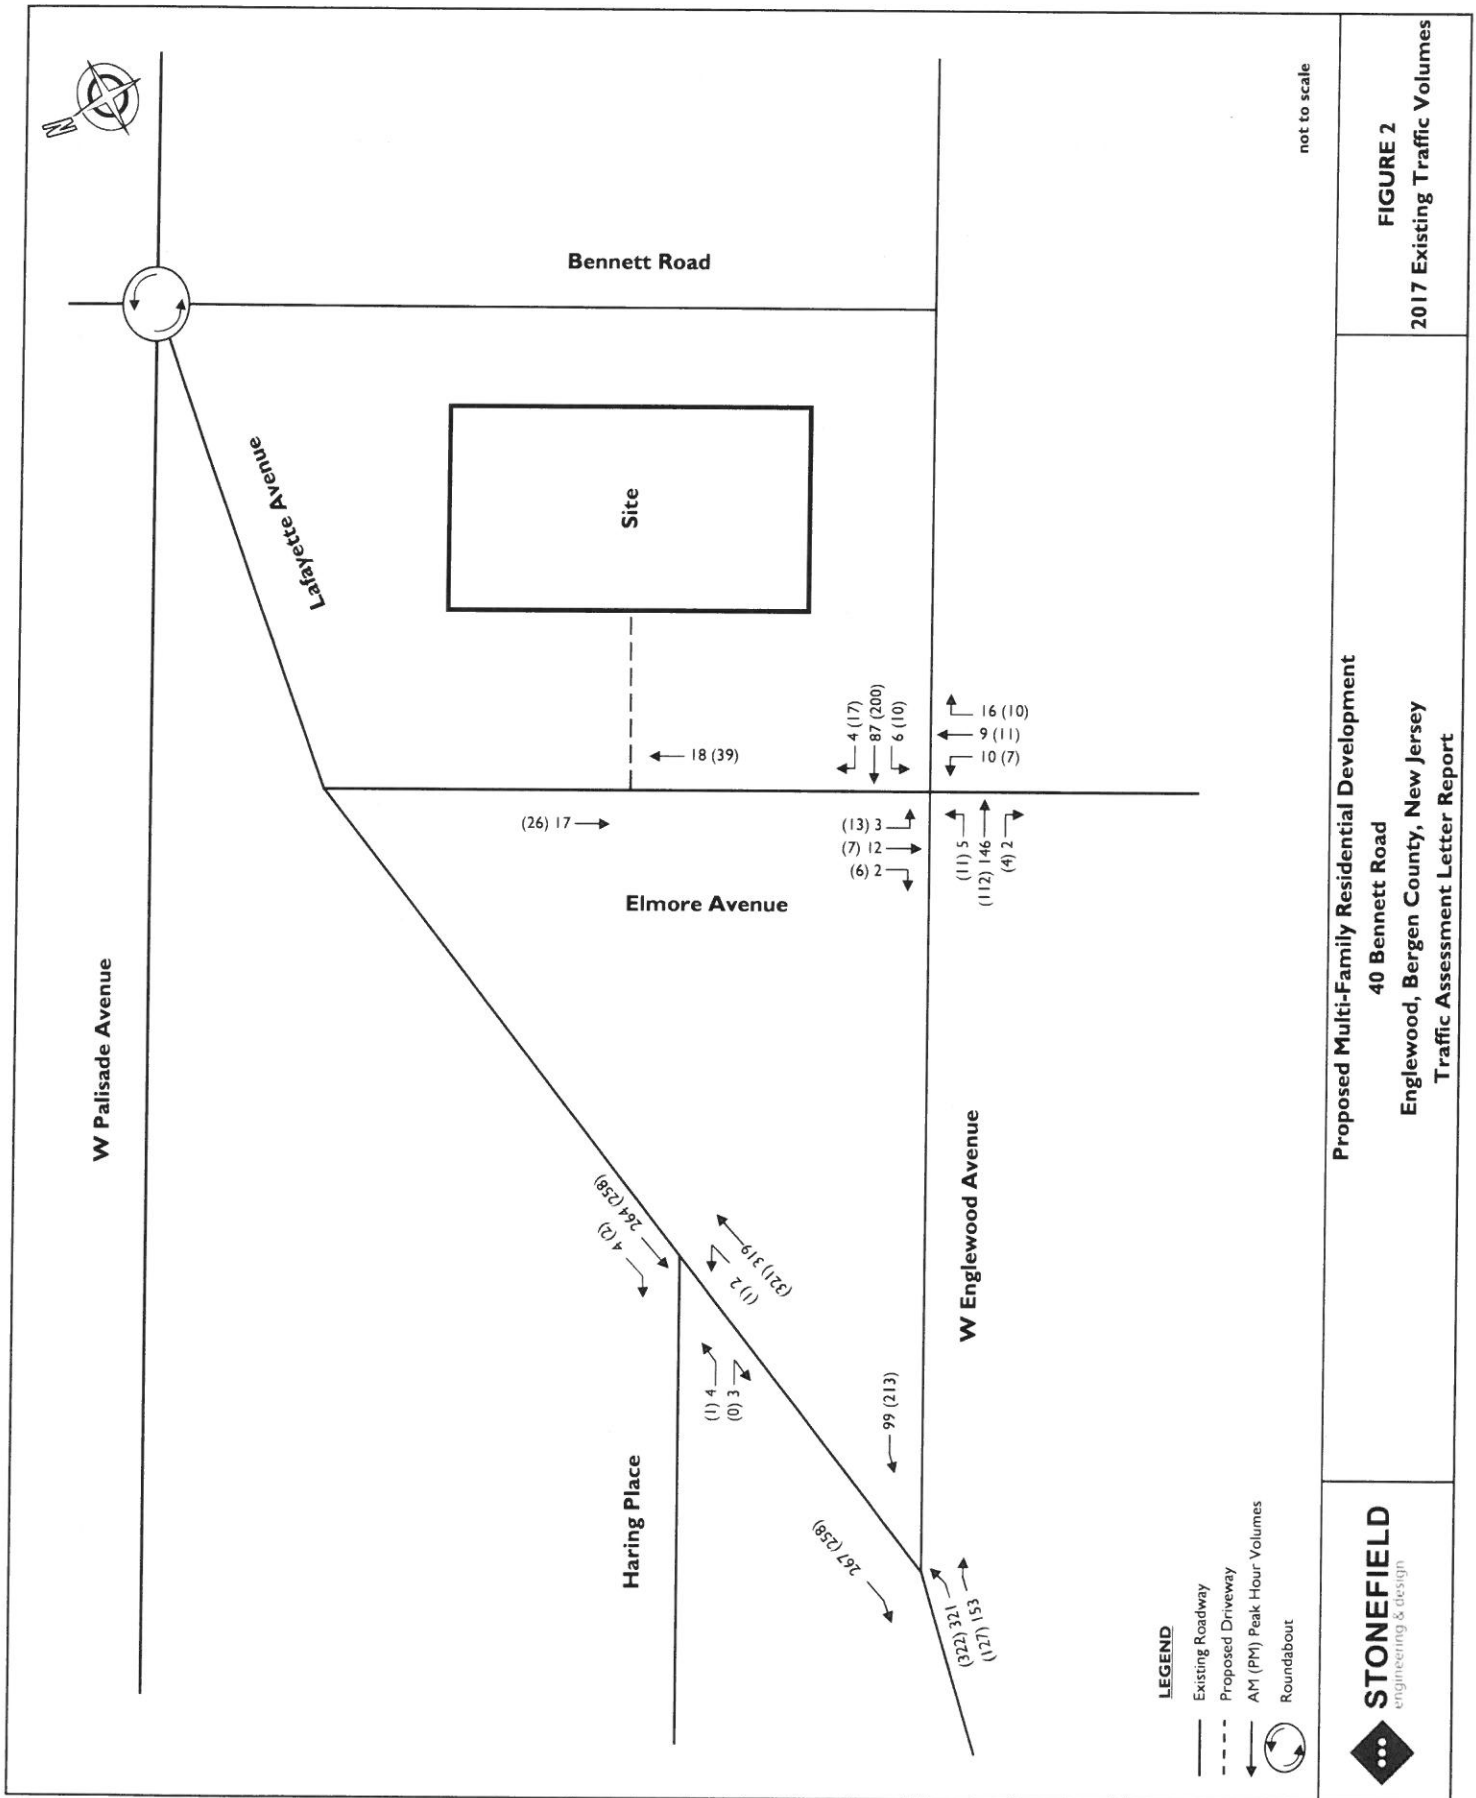 N
W Palisade Avenue
Bennett Road
Lafayette Avenue
Site
18 (39)
(26) 17
4 (17)
87 (200)
6 (10)
16 (10)
9 (11)
10 (7)
(13) 3
(7) 12
(6) 2
(11) 5
(112) 146
(4) 2
Elmore Avenue
264 (258)
4 (2)
(1) 2
(321) 319
(1) 4
(0) 3
Haring Place
W Englewood Avenue
99 (213)
267 (258)
(322) 321
(127) 153
LEGEND
Existing Roadway
Proposed Driveway
AM (PM) Peak Hour Volumes
Roundabout
not to scale
STONEFIELD
engineering & design
Proposed Multi-Family Residential Development
40 Bennett Road
Englewood, Bergen County, New Jersey
Traffic Assessment Letter Report
FIGURE 2
2017 Existing Traffic Volumes